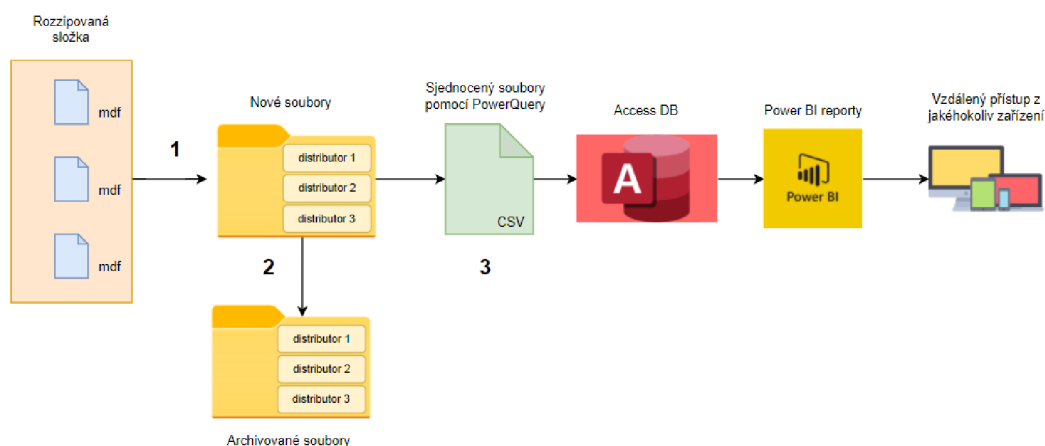 Rozzipovaná
složka
mdf
mdf
mdf
1
Nové soubory
distributor 1
distributor 2
distributor 3
2
distributor 1
distributor 2
distributor 3
Archivované soubory
Sjednocený soubory
pomocí PowerQuery
CSV
3
Access DB
A
Power BI reporty
Power BI
Vzdálený přístup z
jakéhokoliv zařízení